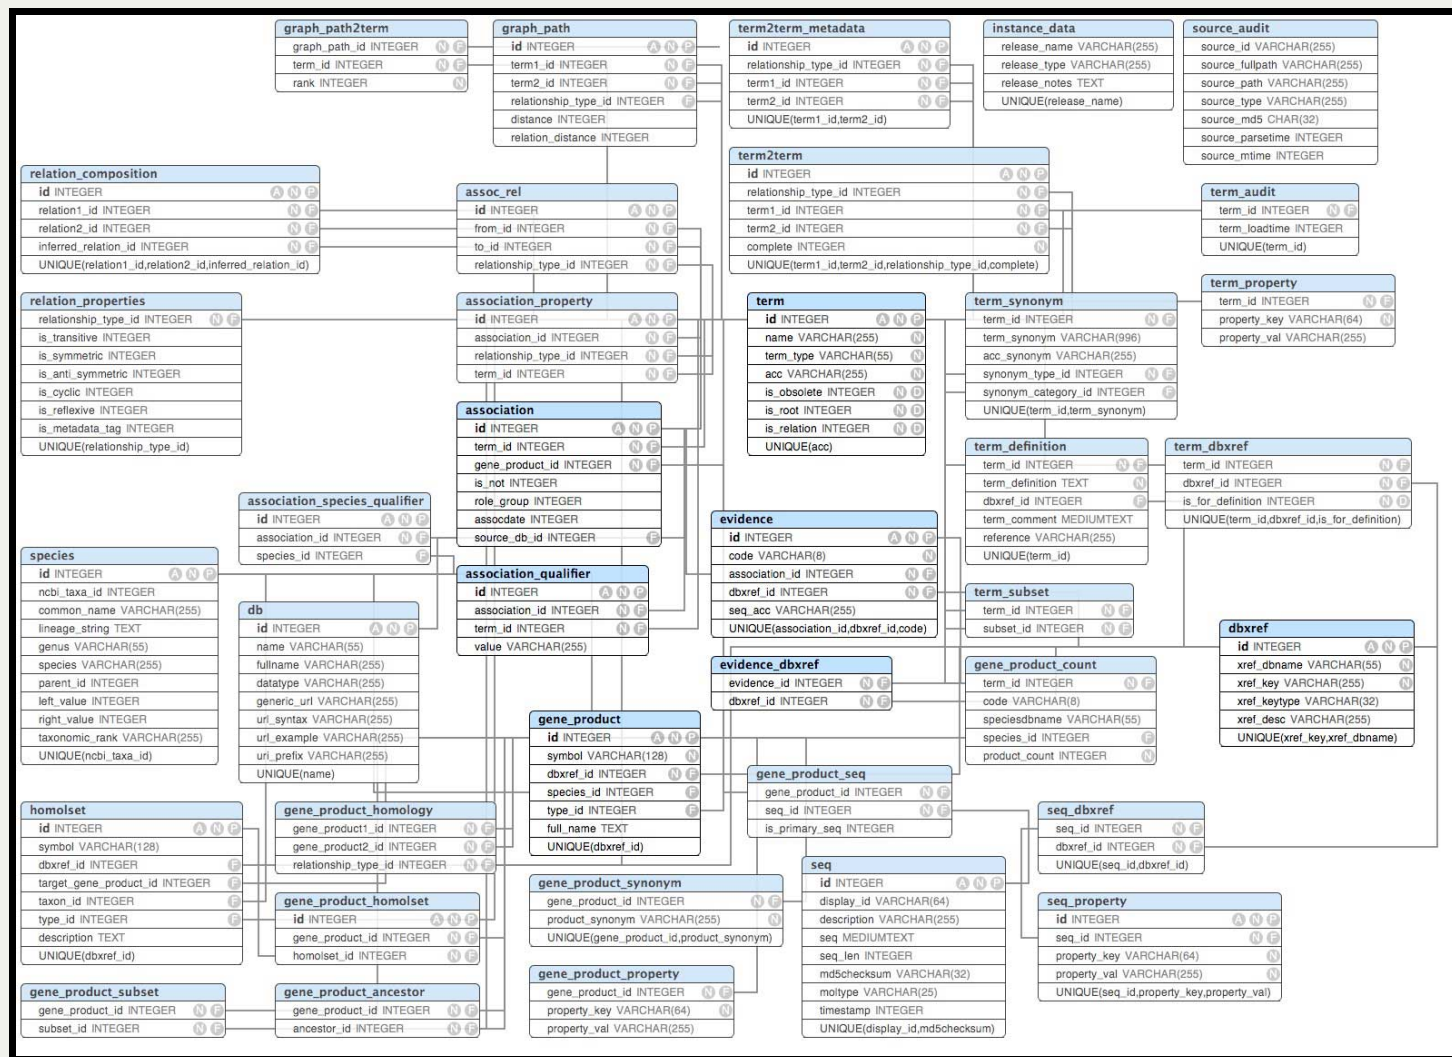 graph_path2term
graph_path_id INTEGER N F
term_id INTEGER N F
rank INTEGER N
graph_path
id INTEGER A N P
term1_id INTEGER N F
term2_id INTEGER N F
relationship_type_id INTEGER F
distance INTEGER
relation_distance INTEGER
term2term_metadata
id INTEGER A N P
relationship_type_id INTEGER N F
term1_id INTEGER N F
term2_id INTEGER N F
UNIQUE(term1_id,term2_id)
instance_data
release_name VARCHAR(255)
release_type VARCHAR(255)
release_notes TEXT
UNIQUE(release_name)
source_audit
source_id VARCHAR(255)
source_fullpath VARCHAR(255)
source_path VARCHAR(255)
source_type VARCHAR(255)
source_md5 CHAR(32)
source_parsetime INTEGER
source_mtime INTEGER
relation_composition
id INTEGER A N P
relation1_id INTEGER N F
relation2_id INTEGER N F
inferred_relation_id INTEGER N F
UNIQUE(relation1_id,relation2_id,inferred_relation_id)
assoc_rel
id INTEGER A N P
from_id INTEGER N F
to_id INTEGER N F
relationship_type_id INTEGER N F
term2term
id INTEGER A N P
relationship_type_id INTEGER N F
term1_id INTEGER N F
term2_id INTEGER N F
complete INTEGER N
UNIQUE(term1_id,term2_id,relationship_type_id,complete)
term_audit
term_id INTEGER N F
term_loadtime INTEGER
UNIQUE(term_id)
relation_properties
relationship_type_id INTEGER N F
is_transitive INTEGER
is_symmetric INTEGER
is_anti_symmetric INTEGER
is_cyclic INTEGER
is_reflexive INTEGER
is_metadata_tag INTEGER
UNIQUE(relationship_type_id)
association_property
id INTEGER A N P
association_id INTEGER N F
relationship_type_id INTEGER N F
term_id INTEGER N F
term
id INTEGER A N P
name VARCHAR(255) N
term_type VARCHAR(55) N
acc VARCHAR(255) N
is_obsolete INTEGER N D
is_root INTEGER N D
is_relation INTEGER N D
UNIQUE(acc)
term_synonym
term_id INTEGER N F
term_synonym VARCHAR(996)
acc_synonym VARCHAR(255)
synonym_type_id INTEGER N F
synonym_category_id INTEGER F
UNIQUE(term_id,term_synonym)
term_property
term_id INTEGER N F
property_key VARCHAR(64) N
property_val VARCHAR(255)
association
id INTEGER A N P
term_id INTEGER N F
gene_product_id INTEGER N F
is_not INTEGER
role_group INTEGER
assocdate INTEGER
source_db_id INTEGER F
term_definition
term_id INTEGER N F
term_definition TEXT N
dbxref_id INTEGER F
term_comment MEDIUMTEXT
reference VARCHAR(255)
UNIQUE(term_id)
term_dbxref
term_id INTEGER N F
dbxref_id INTEGER N F
is_for_definition INTEGER N D
UNIQUE(term_id,dbxref_id,is_for_definition)
association_species_qualifier
id INTEGER A N P
association_id INTEGER N F
species_id INTEGER F
evidence
id INTEGER A N P
code VARCHAR(8) N
association_id INTEGER N F
dbxref_id INTEGER N F
seq_acc VARCHAR(255)
UNIQUE(association_id,dbxref_id,code)
species
id INTEGER A N P
ncbi_taxa_id INTEGER
common_name VARCHAR(255)
lineage_string TEXT
genus VARCHAR(55)
species VARCHAR(255)
parent_id INTEGER
left_value INTEGER
right_value INTEGER
taxonomic_rank VARCHAR(255)
UNIQUE(ncbi_taxa_id)
db
id INTEGER A N P
name VARCHAR(55)
fullname VARCHAR(255)
datatype VARCHAR(255)
generic_url VARCHAR(255)
url_syntax VARCHAR(255)
url_example VARCHAR(255)
uri_prefix VARCHAR(255)
UNIQUE(name)
association_qualifier
id INTEGER A N P
association_id INTEGER N F
term_id INTEGER N F
value VARCHAR(255)
term_subset
term_id INTEGER N F
subset_id INTEGER N F
dbxref
id INTEGER A N P
xref_dbname VARCHAR(55) N
xref_key VARCHAR(255) N
xref_keytype VARCHAR(32)
xref_desc VARCHAR(255)
UNIQUE(xref_key,xref_dbname)
evidence_dbxref
evidence_id INTEGER N F
dbxref_id INTEGER N F
gene_product_count
term_id INTEGER N F
code VARCHAR(8)
speciesdbname VARCHAR(55)
species_id INTEGER F
product_count INTEGER N
gene_product
id INTEGER A N P
symbol VARCHAR(128) N
dbxref_id INTEGER N F
species_id INTEGER F
type_id INTEGER F
full_name TEXT
UNIQUE(dbxref_id)
gene_product_seq
gene_product_id INTEGER N F
seq_id INTEGER N F
is_primary_seq INTEGER
homolset
id INTEGER A N P
symbol VARCHAR(128)
dbxref_id INTEGER F
target_gene_product_id INTEGER F
taxon_id INTEGER F
type_id INTEGER F
description TEXT
UNIQUE(dbxref_id)
gene_product_homology
gene_product1_id INTEGER N F
gene_product2_id INTEGER N F
relationship_type_id INTEGER N F
seq_dbxref
seq_id INTEGER N F
dbxref_id INTEGER N F
UNIQUE(seq_id,dbxref_id)
seq
id INTEGER A N P
display_id VARCHAR(64)
description VARCHAR(255)
seq MEDIUMTEXT
seq_len INTEGER
md5checksum VARCHAR(32)
moltype VARCHAR(25)
timestamp INTEGER
UNIQUE(display_id,md5checksum)
gene_product_synonym
gene_product_id INTEGER N F
product_synonym VARCHAR(255) N
UNIQUE(gene_product_id,product_synonym)
gene_product_homolset
id INTEGER A N P
gene_product_id INTEGER N F
homolset_id INTEGER N F
seq_property
id INTEGER A N P
seq_id INTEGER N F
property_key VARCHAR(64) N
property_val VARCHAR(255) N
UNIQUE(seq_id,property_key,property_val)
gene_product_property
gene_product_id INTEGER N F
property_key VARCHAR(64) N
property_val VARCHAR(255)
gene_product_subset
gene_product_id INTEGER N F
subset_id INTEGER N F
gene_product_ancestor
gene_product_id INTEGER N F
ancestor_id INTEGER N F